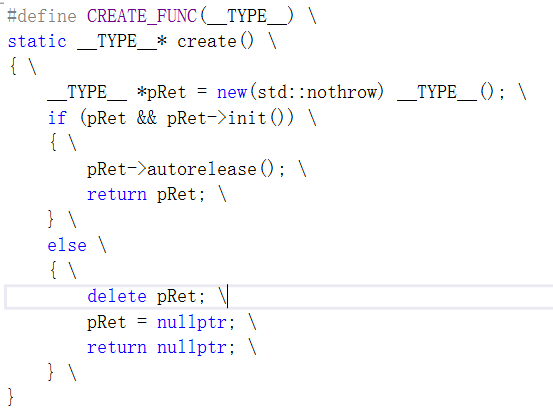 #define CREATE_FUNC(__TYPE__) \
static __TYPE__* create() \
{ \
    __TYPE__ *pRet = new(std::nothrow) __TYPE__(); \
    if (pRet && pRet->init()) \
    { \
        pRet->autorelease(); \
        return pRet; \
    } \
    else \
    { \
        delete pRet; \
        pRet = nullptr; \
        return nullptr; \
    } \
}